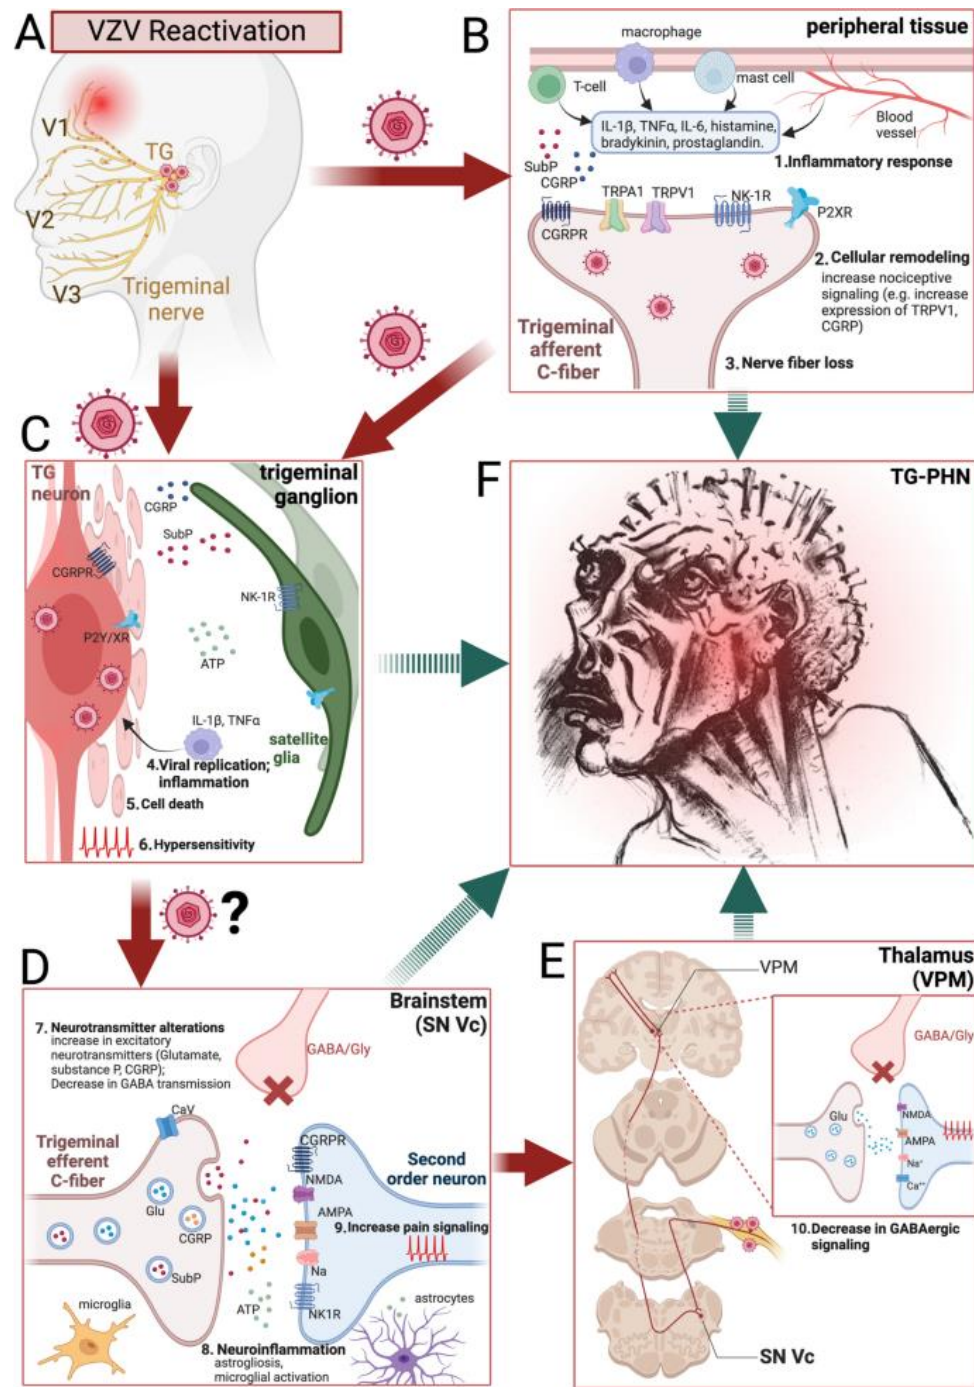 A
VZV Reactivation
V1
TG
V2
V3
Trigeminal
nerve
B
peripheral tissue
macrophage
T-cell
mast cell
Blood
vessel
IL-1β, TNFα, IL-6, histamine,
bradykinin, prostaglandin.
1.Inflammatory response
SubP
CGRP
TRPA1
TRPV1
NK-1R
P2XR
CGRPR
2. Cellular remodeling
increase nociceptive
signaling (e.g. increase
expression of TRPV1,
CGRP)
Trigeminal
afferent
C-fiber
3. Nerve fiber loss
C
TG
neuron
trigeminal
ganglion
CGRP
SubP
CGRPR
NK-1R
P2Y/XR
ATP
IL-1β, TNFα
satellite
glia
4.Viral replication;
inflammation
5. Cell death
6. Hypersensitivity
F
TG-PHN
?
D
Brainstem
(SN Vc)
7. Neurotransmitter alterations
increase in excitatory
neurotransmitters (Glutamate,
substance P, CGRP);
Decrease in GABA transmission
GABA/Gly
CaV
Trigeminal
efferent
C-fiber
CGRPR
Second
order neuron
NMDA
Glu
AMPA
CGRP
9. Increase pain signaling
Na
SubP
ATP
NK1R
microglia
astrocytes
8. Neuroinflammation
astrogliosis,
microglial activation
E
Thalamus
(VPM)
VPM
GABA/Gly
Glu
NMDA
AMPA
Na⁺
Ca⁺⁺
10.Decrease in GABAergic
signaling
SN Vc